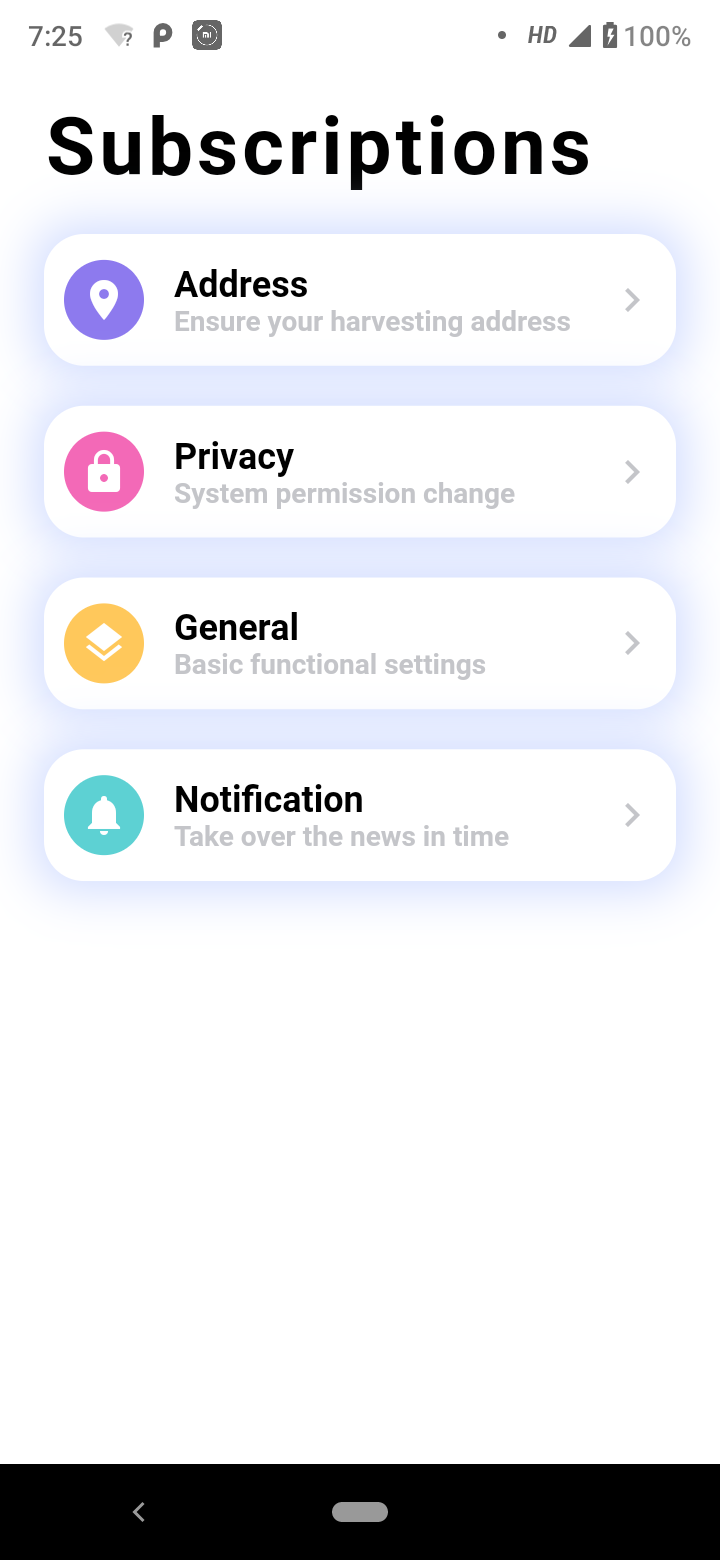 7:25 ? HD 100%
Subscriptions
Address
Ensure your harvesting address
Privacy
System permission change
General
Basic functional settings
Notification
Take over the news in time